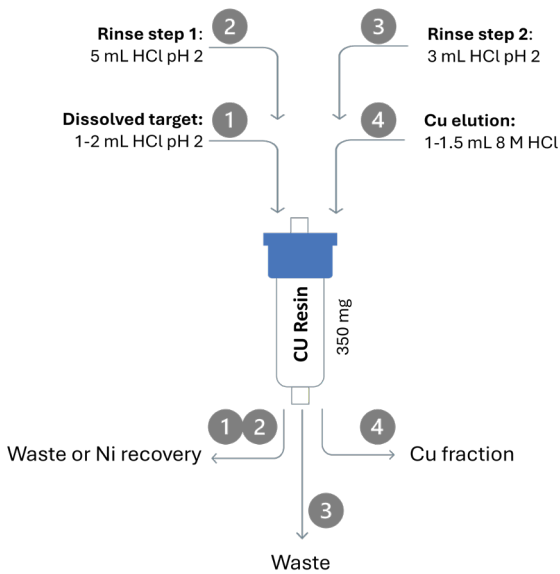 2
Rinse step 1:
5 mL HCl pH 2
3
Rinse step 2:
3 mL HCl pH 2
1
Dissolved target:
1-2 mL HCl pH 2
4
Cu elution:
1-1.5 mL 8 M HCl
CU Resin
350 mg
1 2
Waste or Ni recovery
4
Cu fraction
3
Waste